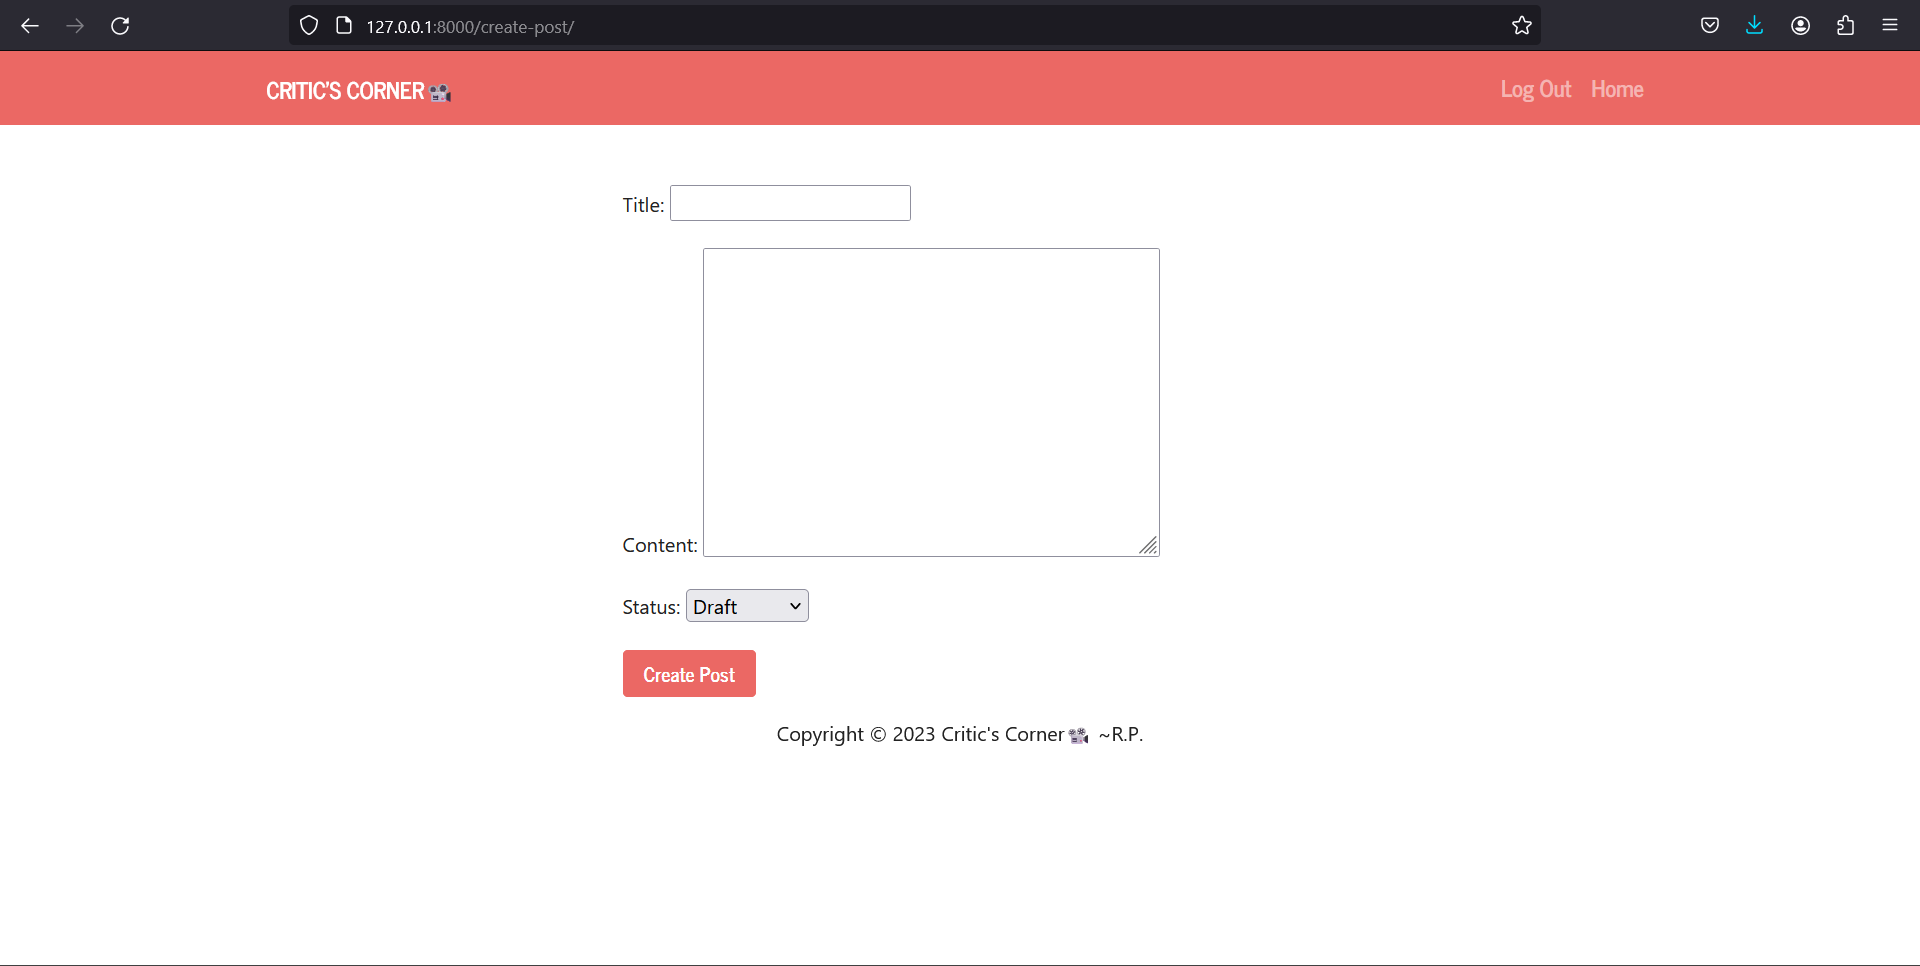 127.0.0.1:8000/create-post/
CRITIC'S CORNER🎥 Log Out Home
Title:
Content:
Status: Draft
Create Post
Copyright © 2023 Critic's Corner🎥 ~R.P.